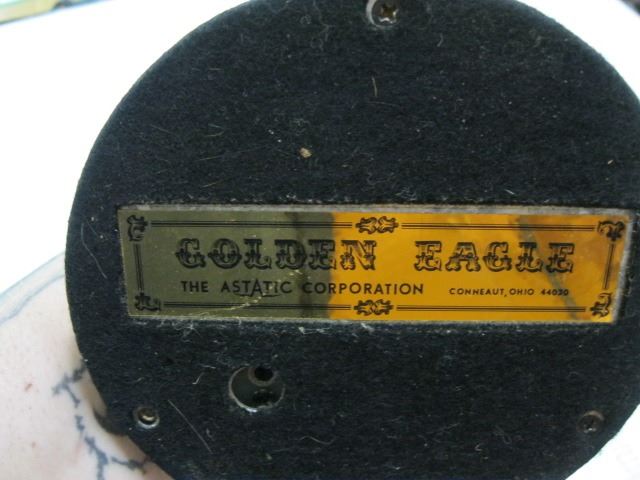 GOLDEN EAGLE
THE ASTATIC CORPORATION CONNEAUT, OHIO 44030